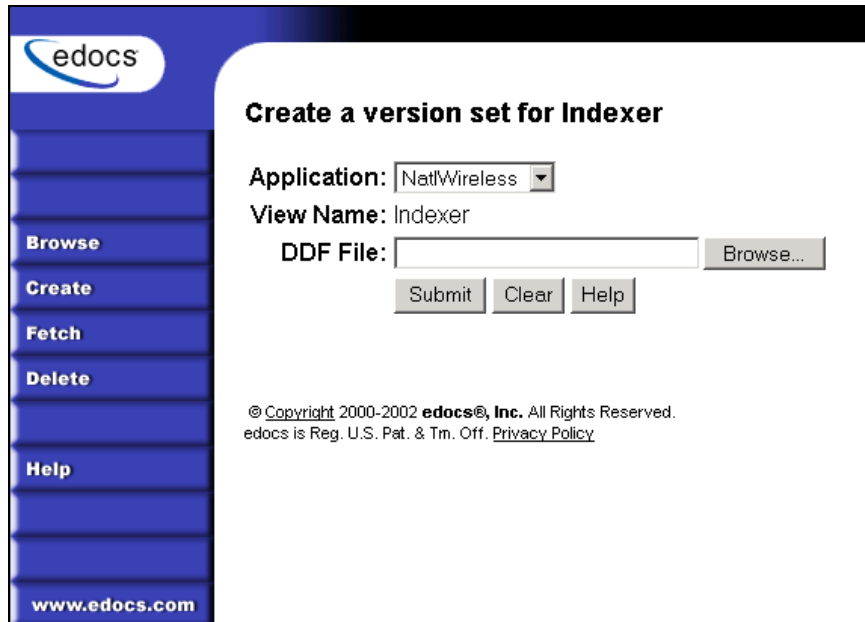 edocs
Create a version set for Indexer
Application: NatlWireless
View Name: Indexer
DDF File: Browse...
Submit Clear Help
Browse
Create
Fetch
Delete
Help
www.edocs.com
© Copyright 2000-2002 edocs®, Inc. All Rights Reserved.
edocs is Reg. U.S. Pat. & Tm. Off. Privacy Policy